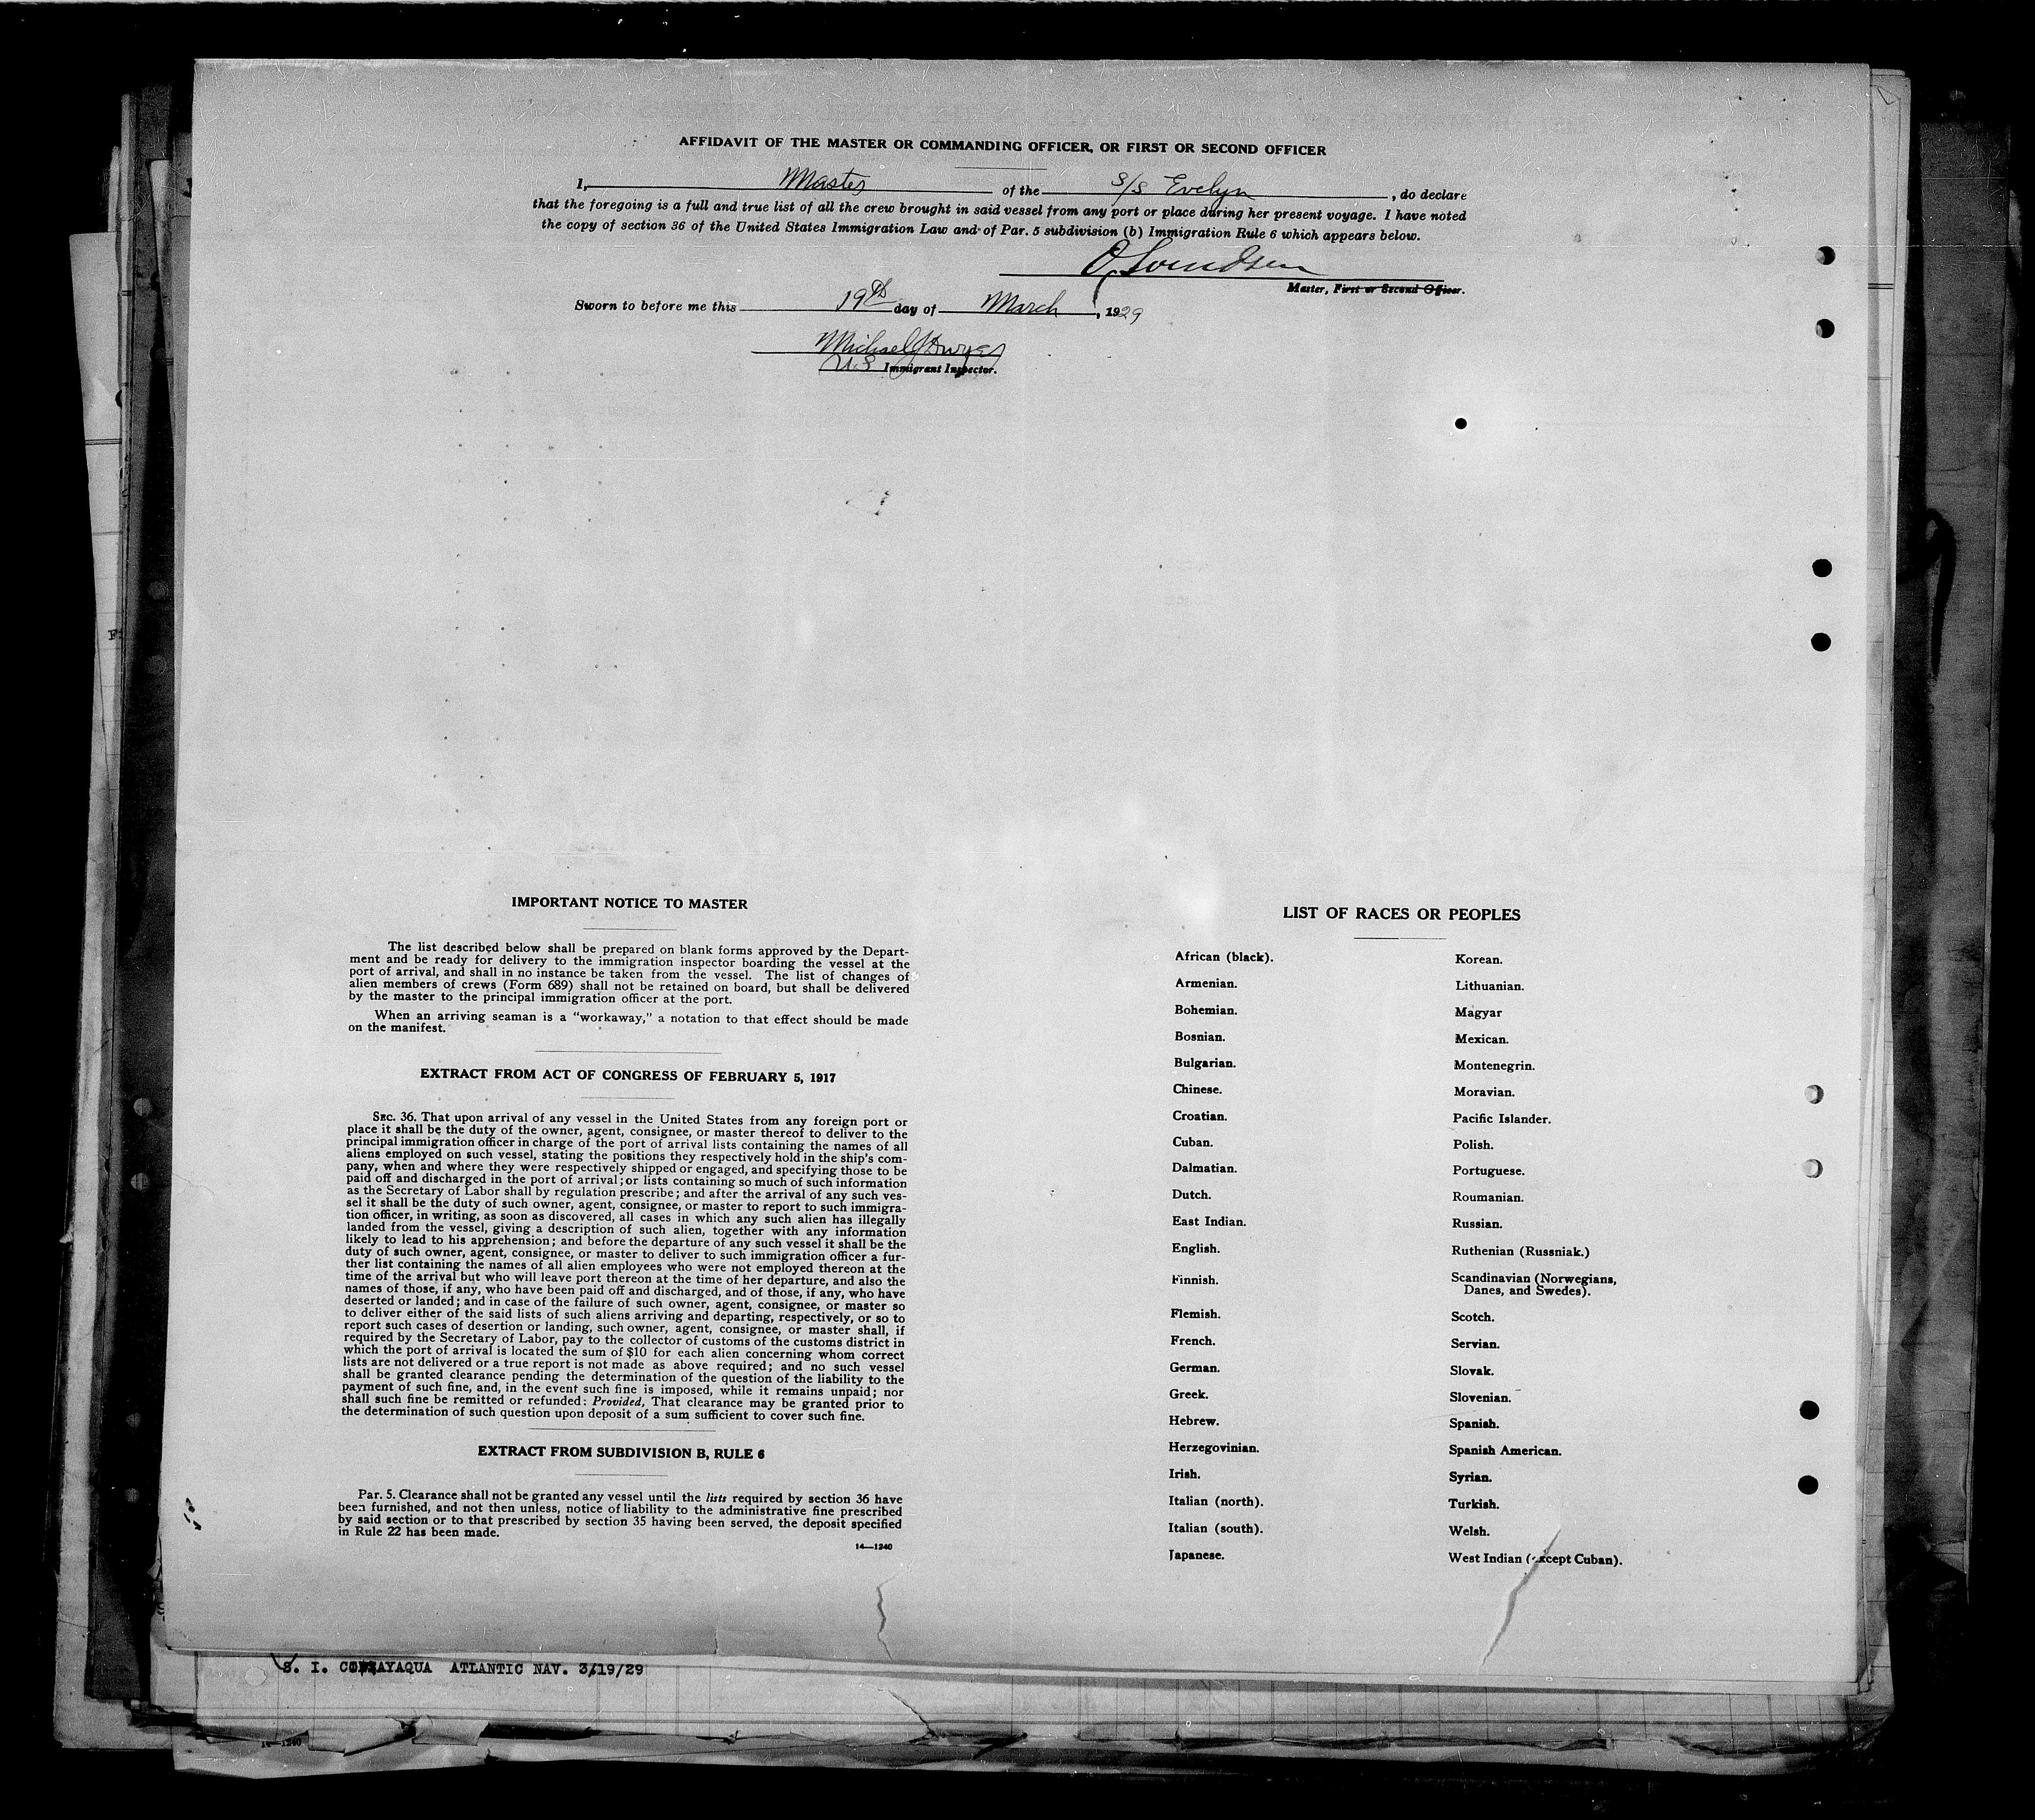 AFFIDAVIT OF THE MASTER OR COMMANDING OFFICER, OR FIRST OR SECOND OFFICER
I, Master of the S/S Evelyn, do declare
that the foregoing is a full and true list of all the crew brought in said vessel from any port or place during her present voyage. I have noted
the copy of section 36 of the United States Immigration Law and of Par. 5 subdivision (b) Immigration Rule 6 which appears below.
Master, First or Second Officer.
Sworn to before me this 19th day of March, 1929
Michael J Dwyer
U.S Immigrant Inspector.
IMPORTANT NOTICE TO MASTER
The list described below shall be prepared on blank forms approved by the Depart-
ment and be ready for delivery to the immigration inspector boarding the vessel at the
port of arrival, and shall in no instance be taken from the vessel. The list of changes of
alien members of crews (Form 689) shall not be retained on board, but shall be delivered
by the master to the principal immigration officer at the port.
When an arriving seaman is a "workaway," a notation to that effect should be made
on the manifest.
EXTRACT FROM ACT OF CONGRESS OF FEBRUARY 5, 1917
SEC. 36. That upon arrival of any vessel in the United States from any foreign port or
place it shall be the duty of the owner, agent, consignee, or master thereof to deliver to the
principal immigration officer in charge of the port of arrival lists containing the names of all
aliens employed on such vessel, stating the positions they respectively hold in the ship's com-
pany, when and where they were respectively shipped or engaged, and specifying those to be
paid off and discharged in the port of arrival; or lists containing so much of such information
as the Secretary of Labor shall by regulation prescribe; and after the arrival of any such ves-
sel it shall be the duty of such owner, agent, consignee, or master to report to such immigra-
tion officer, in writing, as soon as discovered, all cases in which any such alien has illegally
landed from the vessel, giving a description of such alien, together with any information
likely to lead to his apprehension; and before the departure of any such vessel it shall be the
duty of such owner, agent, consignee, or master to deliver to such immigration officer a fur-
ther list containing the names of all alien employees who were not employed thereon at the
time of the arrival but who will leave port thereon at the time of her departure, and also the
names of those, if any, who have been paid off and discharged, and of those, if any, who have
deserted or landed; and in case of the failure of such owner, agent, consignee, or master so
to deliver either of the said lists of such aliens arriving and departing, respectively, or so to
report such cases of desertion or landing, such owner, agent, consignee, or master shall, if
required by the Secretary of Labor, pay to the collector of customs of the customs district in
which the port of arrival is located the sum of $10 for each alien concerning whom correct
lists are not delivered or a true report is not made as above required; and no such vessel
shall be granted clearance pending the determination of the question of the liability to the
payment of such fine, and, in the event such fine is imposed, while it remains unpaid; nor
shall such fine be remitted or refunded: Provided, That clearance may be granted prior to
the determination of such question upon deposit of a sum sufficient to cover such fine.
EXTRACT FROM SUBDIVISION B, RULE 6
Par. 5. Clearance shall not be granted any vessel until the lists required by section 36 have
been furnished, and not then unless, notice of liability to the administrative fine prescribed
by said section or to that prescribed by section 35 having been served, the deposit specified
in Rule 22 has been made.
14—1240
LIST OF RACES OR PEOPLES
African (black).
Armenian.
Bohemian.
Bosnian.
Bulgarian.
Chinese.
Croatian.
Cuban.
Dalmatian.
Dutch.
East Indian.
English.
Finnish.
Flemish.
French.
German.
Greek.
Hebrew.
Herzegovinian.
Irish.
Italian (north).
Italian (south).
Japanese.
Korean.
Lithuanian.
Magyar
Mexican.
Montenegrin.
Moravian.
Pacific Islander.
Polish.
Portuguese.
Roumanian.
Russian.
Ruthenian (Russniak.)
Scandinavian (Norwegians,
Danes, and Swedes).
Scotch.
Servian.
Slovak.
Slovenian.
Spanish.
Spanish American.
Syrian.
Turkish.
Welsh.
West Indian (except Cuban).
S. I. ATLANTIC NAV. 3/19/29
14—1240